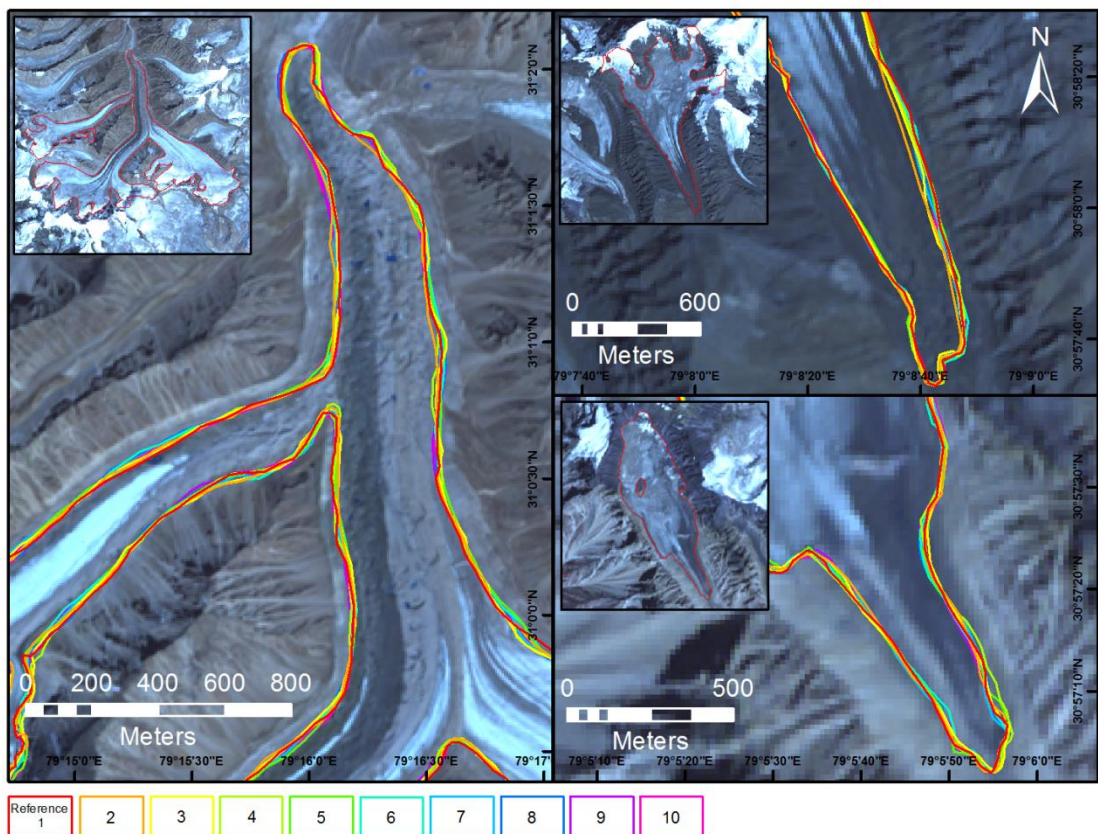 31°2'0"N
31°1'30"N
31°1'0"N
31°0'30"N
31°0'0"N
0 200 400 600 800
Meters
79°15'0"E 79°15'30"E 79°16'0"E 79°16'30"E 79°17'
N
30°58'20"N
30°58'0"N
30°57'40"N
0 600
Meters
79°7'40"E 79°8'0"E 79°8'20"E 79°8'40"E 79°9'0"E
30°57'30"N
30°57'20"N
30°57'10"N
0 500
Meters
79°5'10"E 79°5'20"E 79°5'30"E 79°5'40"E 79°5'50"E 79°6'0"E
Reference
1 2 3 4 5 6 7 8 9 10